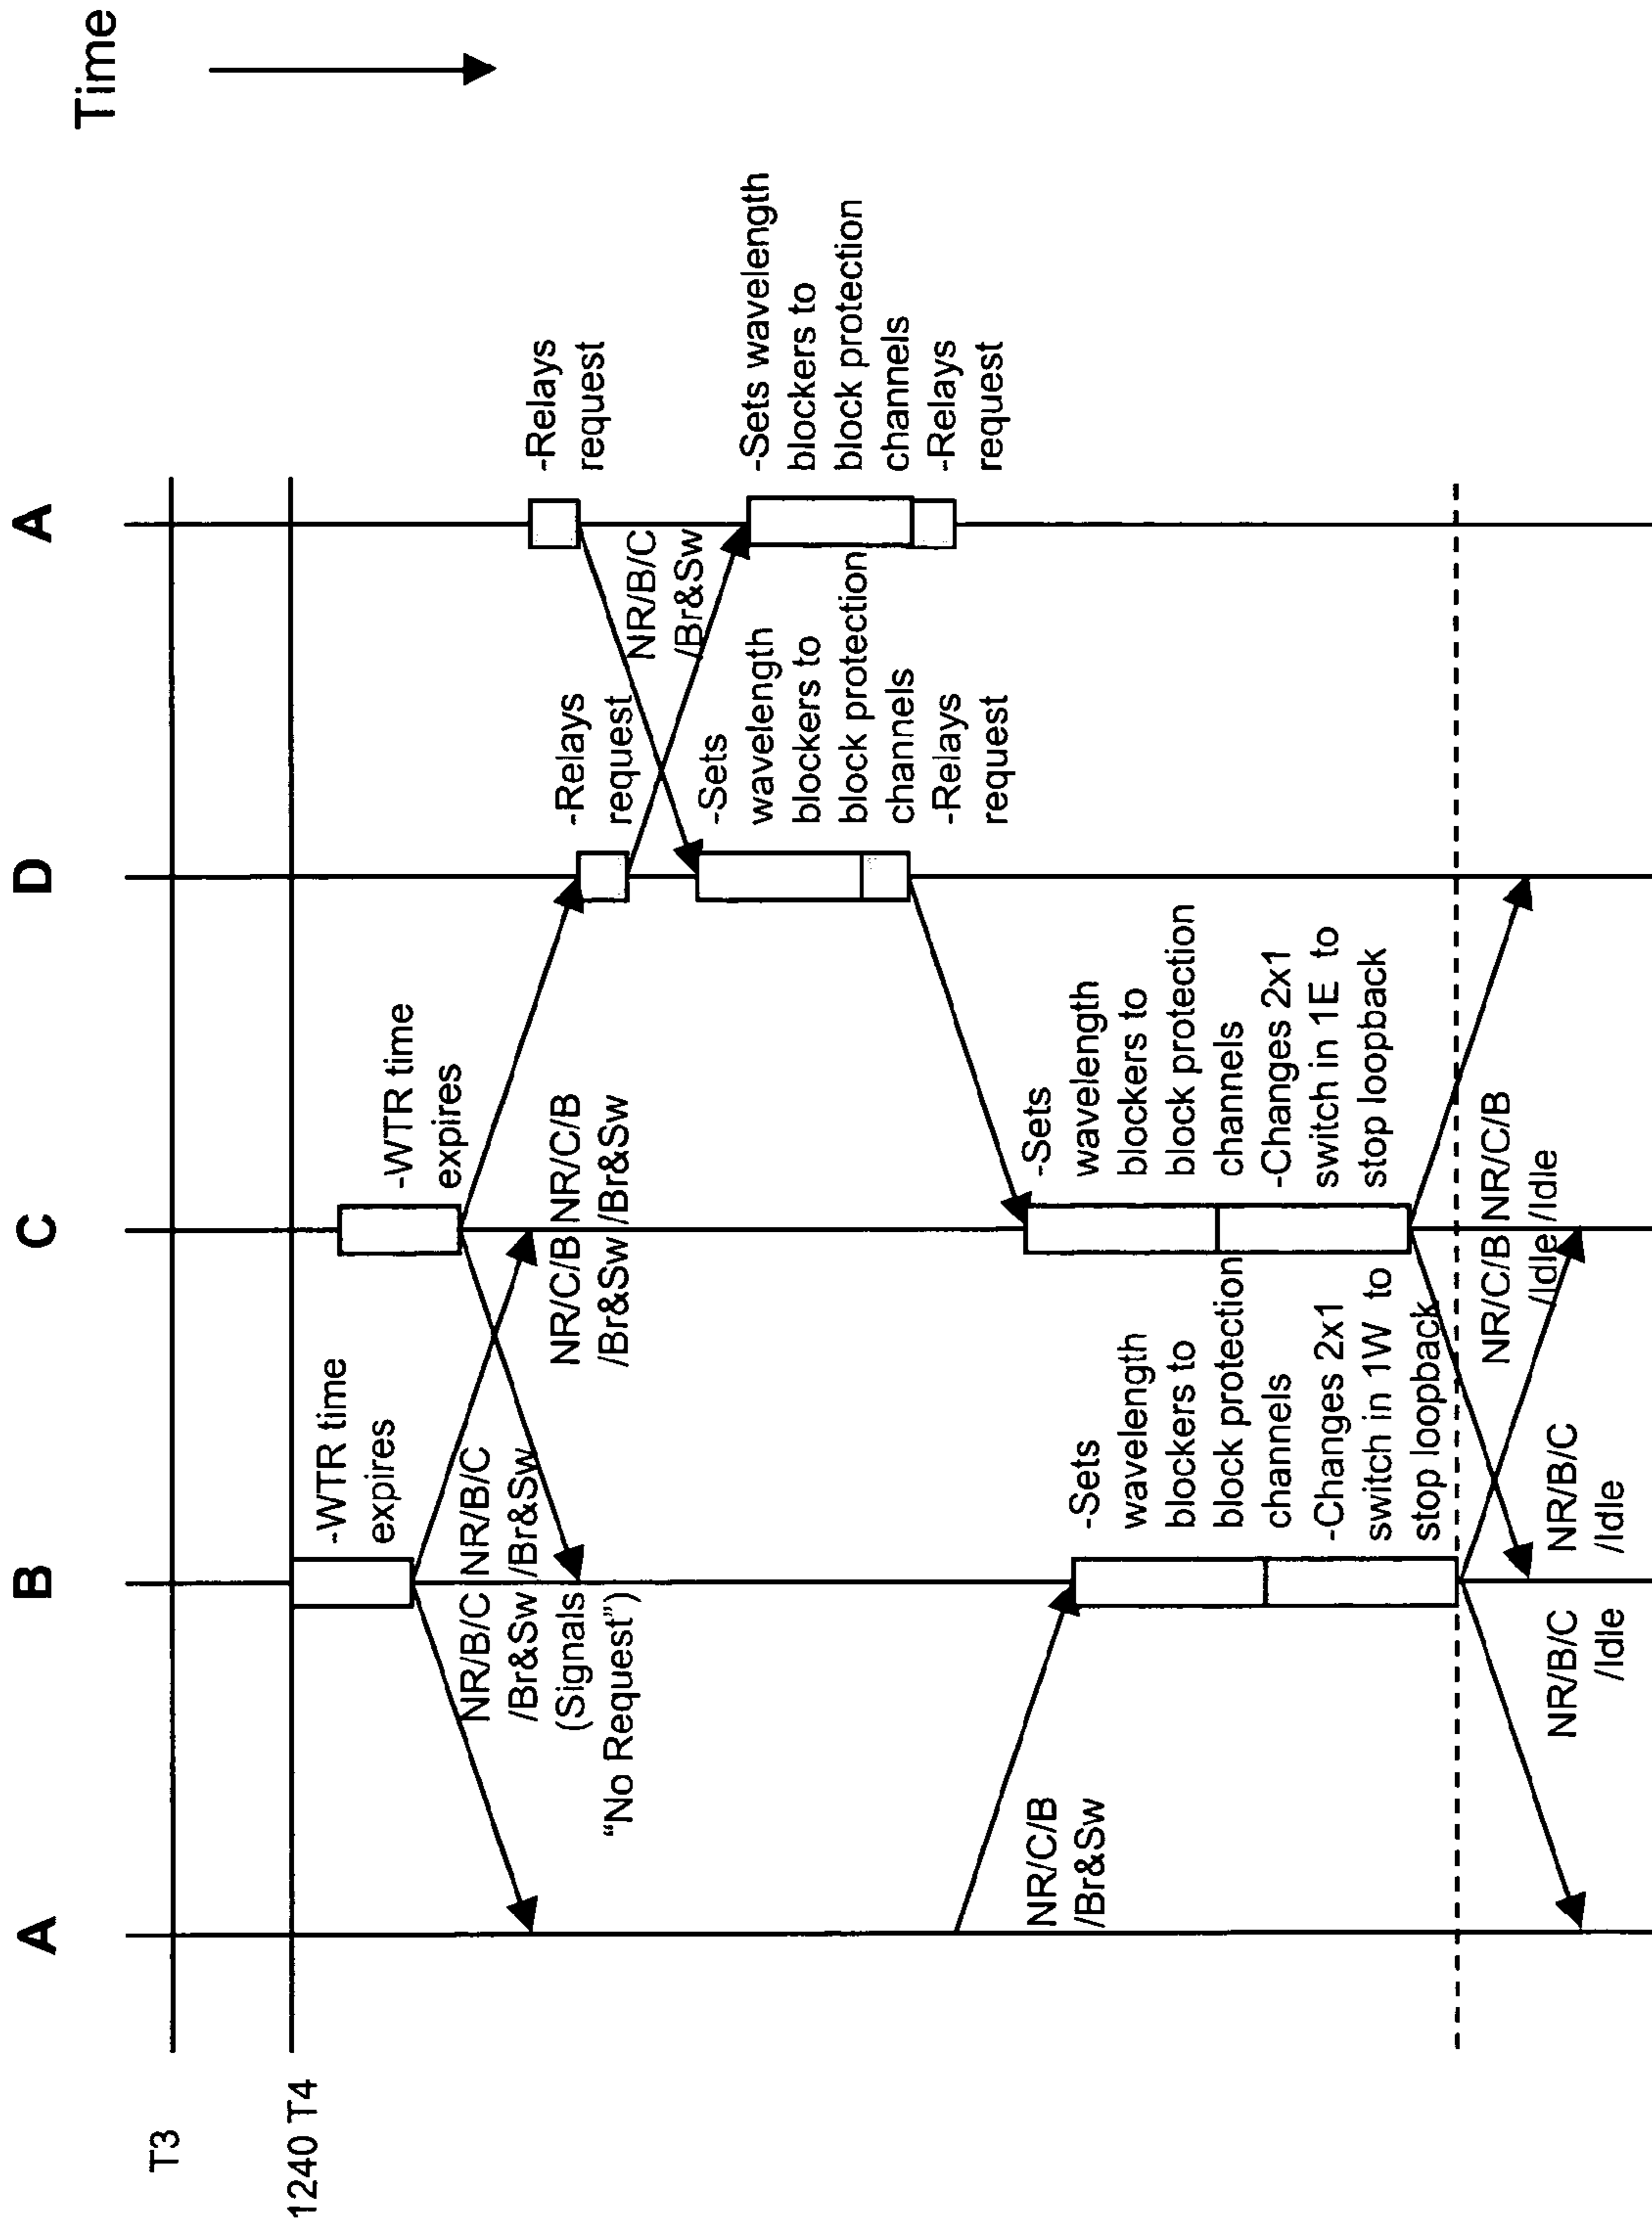 Time
A
B
C
D
A
T3
1240 T4
-WTR time
expires
-WTR time
expires
NR/B/C
/Br&Sw
(Signals
“No Request”)
NR/B/C
/Br&Sw
NR/C/B
/Br&Sw
NR/C/B
/Br&Sw
-Relays
request
-Relays
request
NR/B/C
/Br&Sw
-Sets
wavelength
blockers to
block protection
channels
-Relays
request
-Sets wavelength
blockers to
block protection
channels
-Relays
request
NR/C/B
/Br&Sw
-Sets
wavelength
blockers to
block protection
channels
-Changes 2x1
switch in 1W to
stop loopback
-Sets
wavelength
blockers to
block protection
channels
-Changes 2x1
switch in 1E to
stop loopback
NR/C/B
/Idle
NR/C/B
/Idle
NR/B/C
/Idle
NR/B/C
/Idle